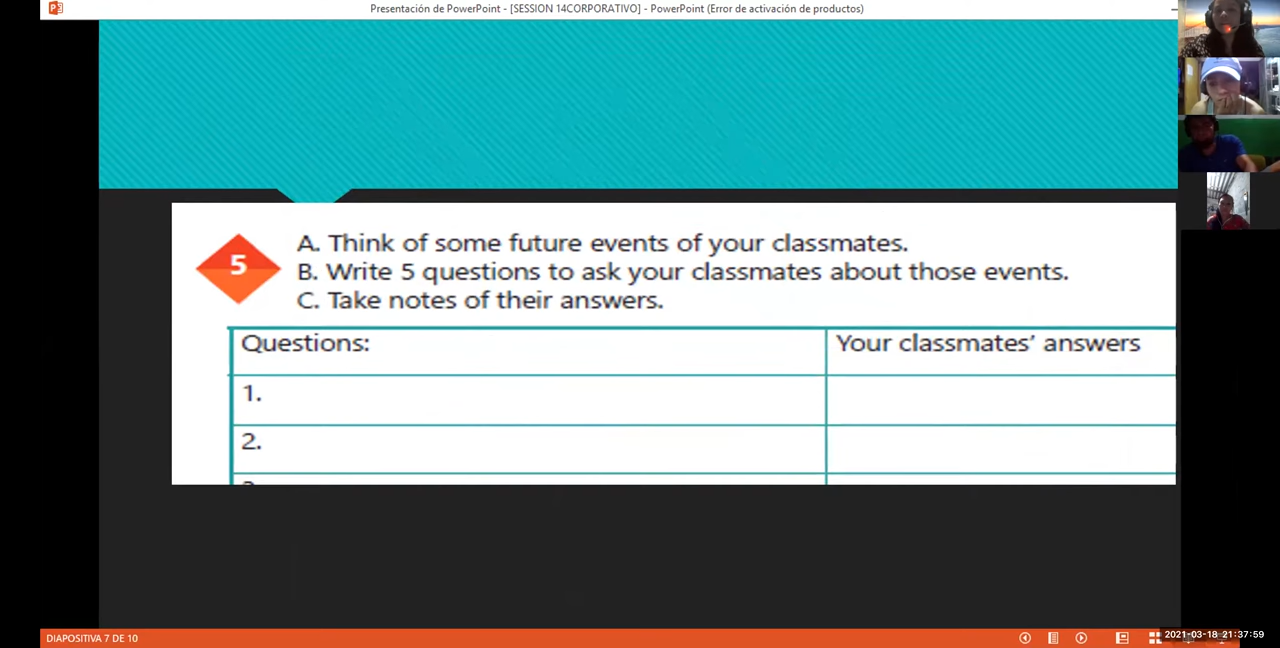 Presentación de PowerPoint - [SESSION 14CORPORATIVO] - PowerPoint (Error de activación de productos)
5
A. Think of some future events of your classmates.
B. Write 5 questions to ask your classmates about those events.
C. Take notes of their answers.
Questions: Your classmates' answers
1.
2.
DIAPOSITIVA 7 DE 10
2021-03-18 21:37:59